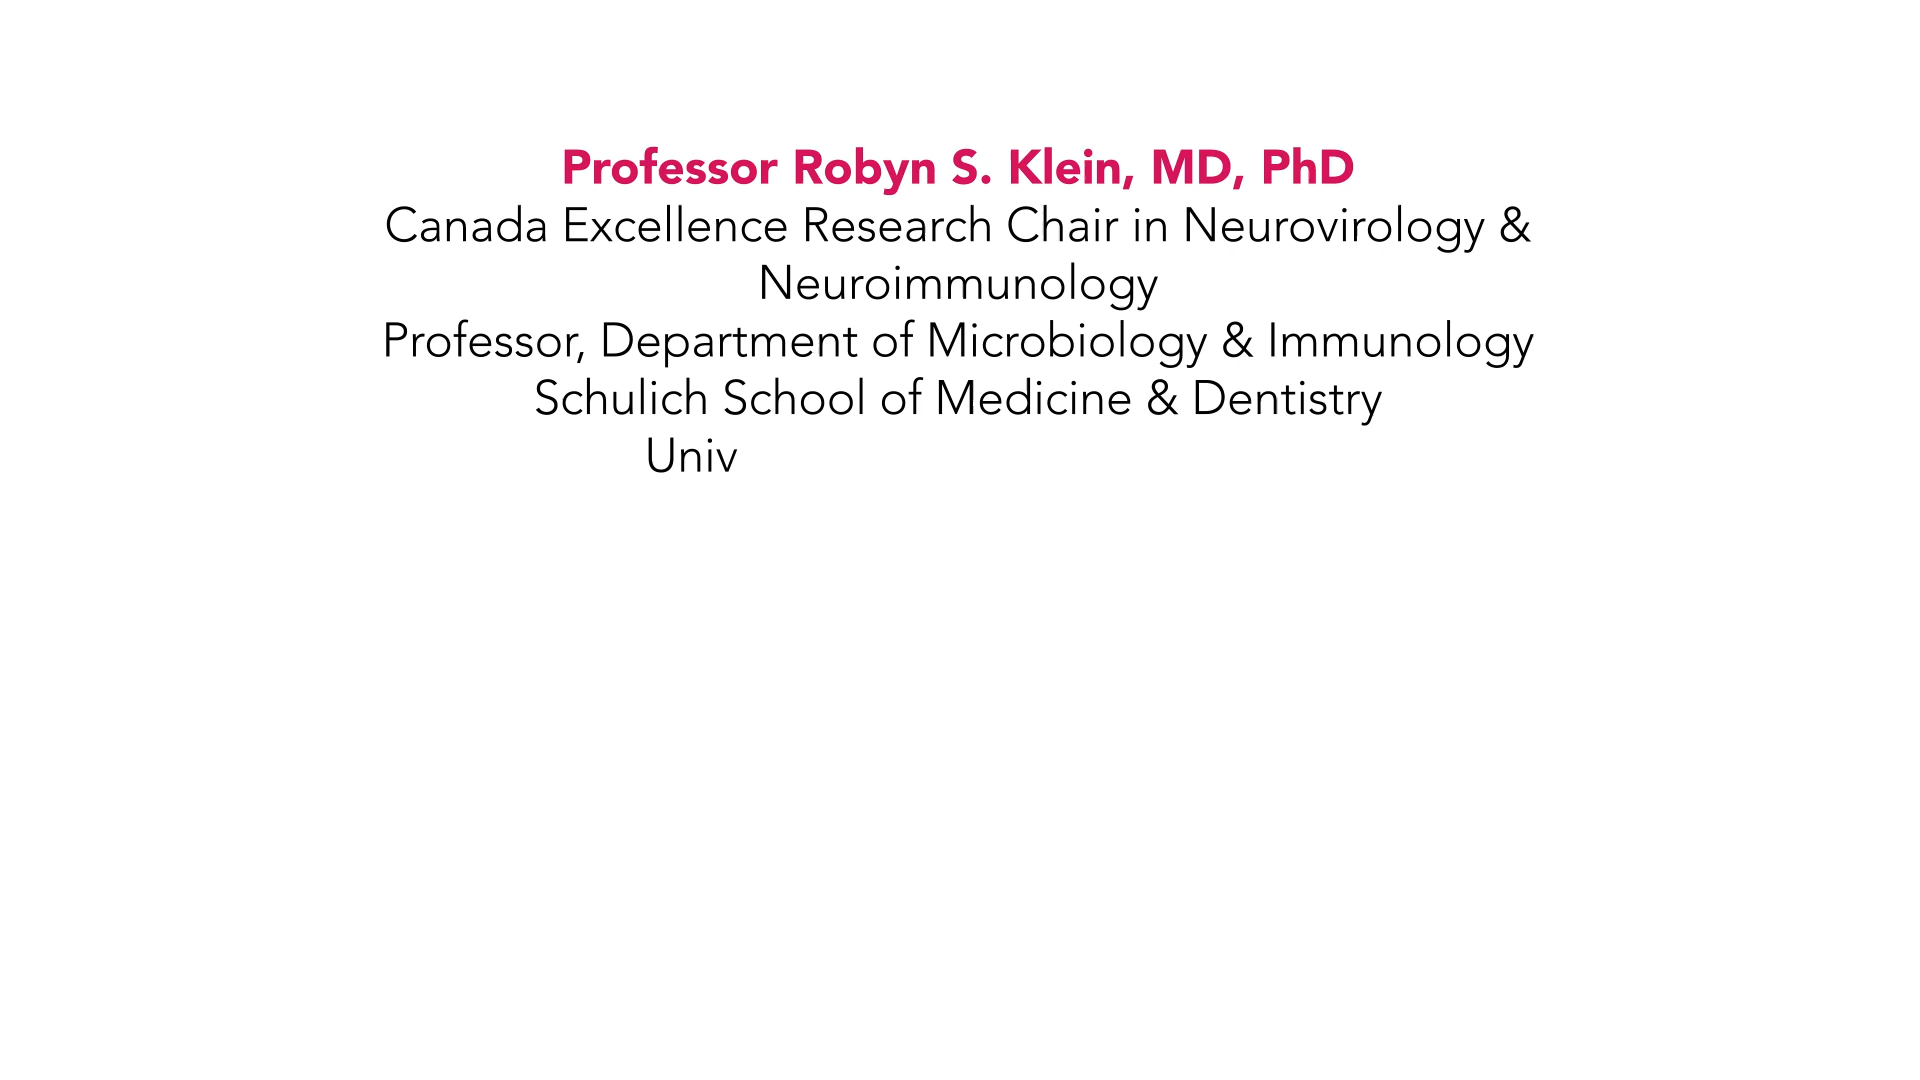 Professor Robyn S. Klein, MD, PhD
Canada Excellence Research Chair in Neurovirology &
Neuroimmunology
Professor, Department of Microbiology & Immunology
Schulich School of Medicine & Dentistry
Univ